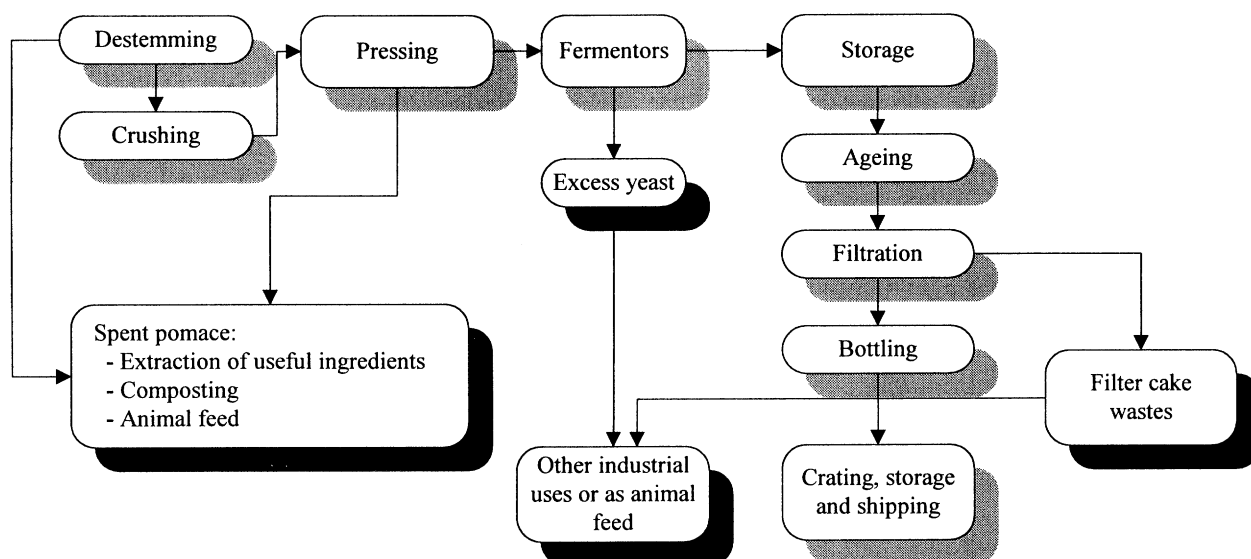 Destemming
Crushing
Pressing
Fermentors
Storage
Excess yeast
Ageing
Filtration
Bottling
Spent pomace:
- Extraction of useful ingredients
- Composting
- Animal feed
Filter cake
wastes
Other industrial
uses or as animal
feed
Crating, storage
and shipping